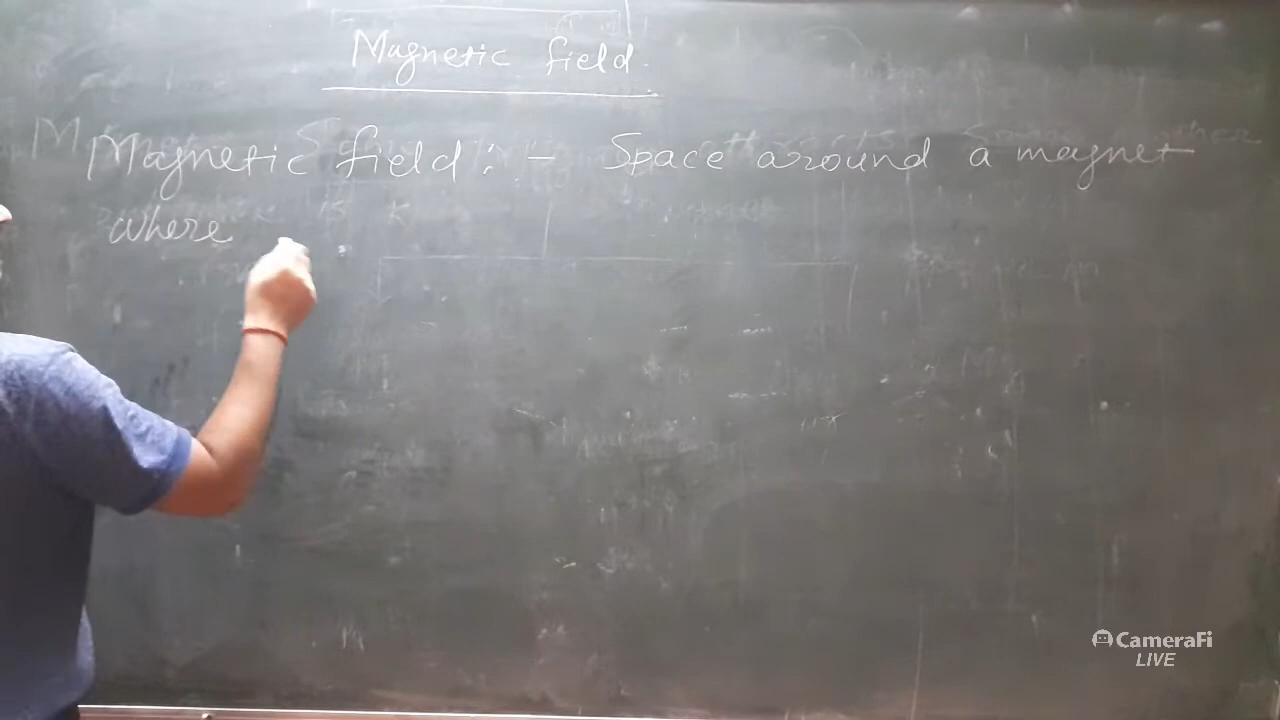 Magnetic field.
Magnetic field :- Space around a magnet
where
CameraFi
LIVE